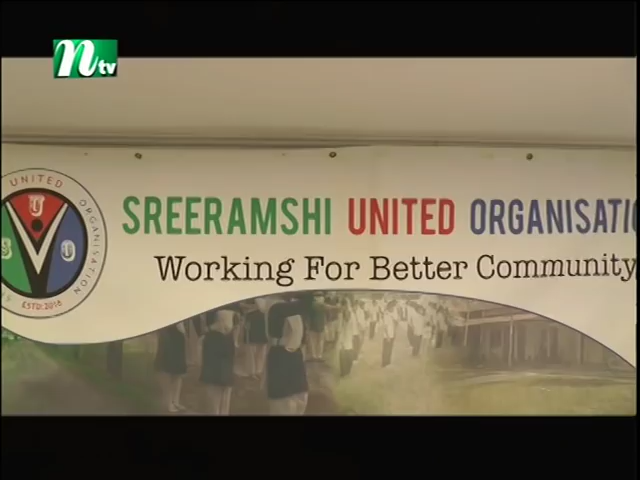 ntv
UNITED ORGANISATION
S U O
ESTD: 2018
SREERAMSHI UNITED ORGANISATIO
Working For Better Community